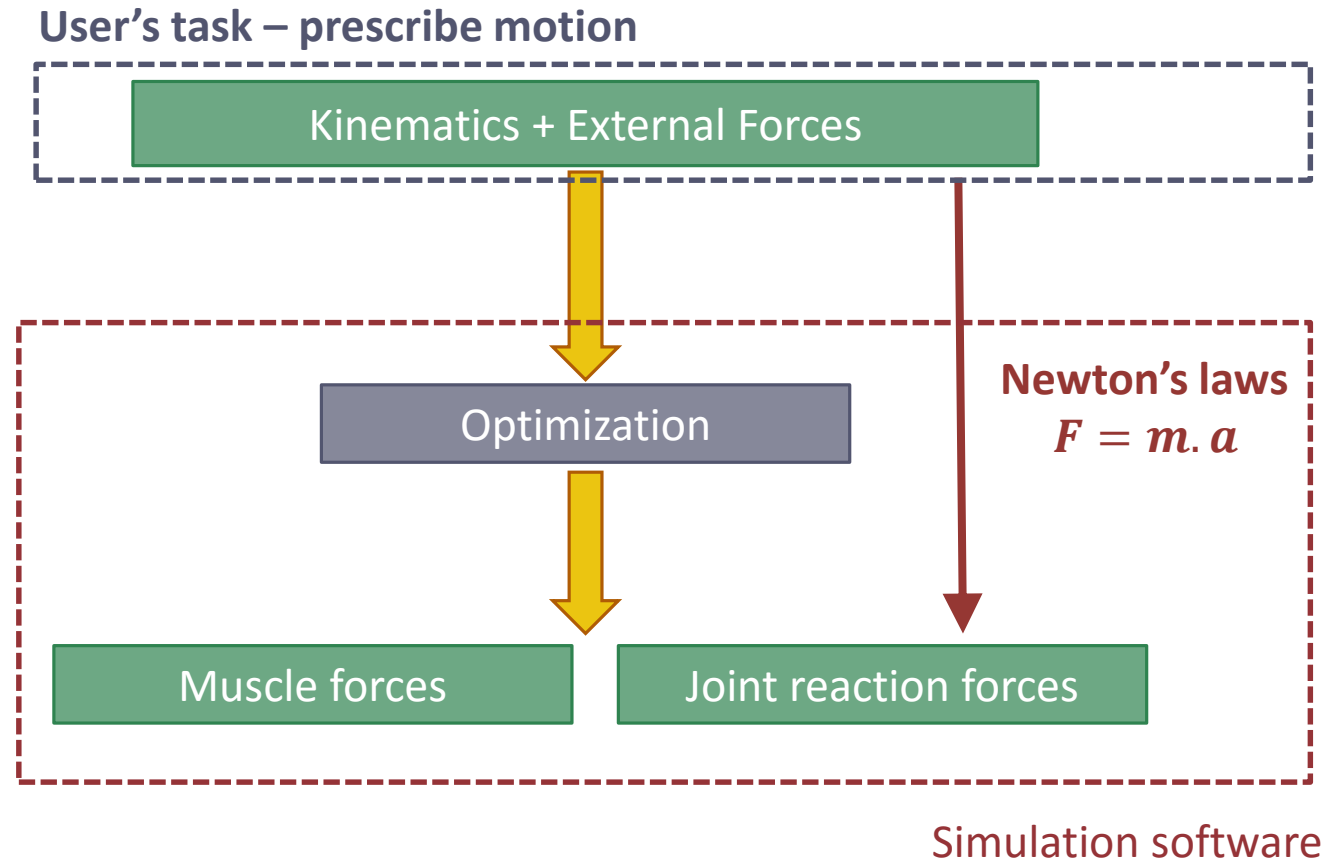 User’s task – prescribe motion
Kinematics + External Forces
Newton’s laws
F = m. a
Optimization
Muscle forces
Joint reaction forces
Simulation software